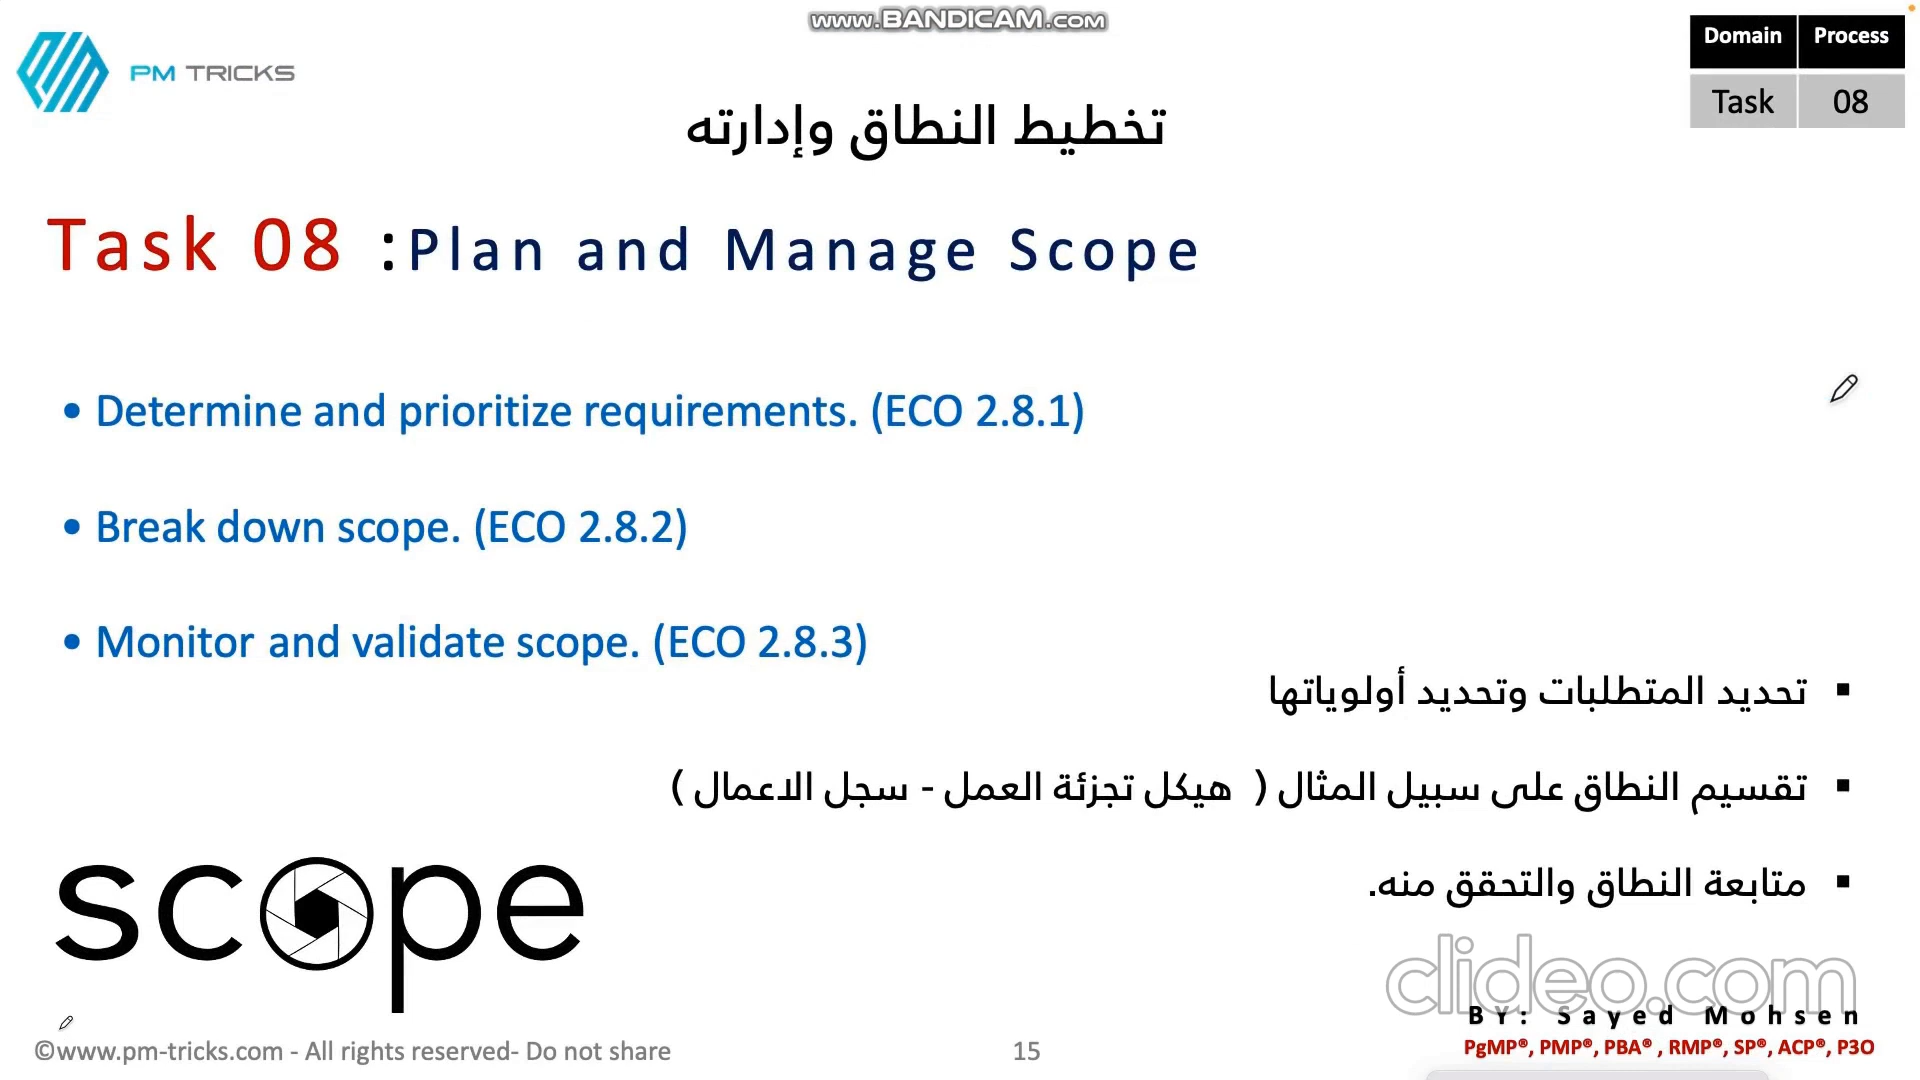 www.BANDICAM.com
PM TRICKS
Domain Process
Task 08
تخطيط النطاق وإدارته
Task 08 :Plan and Manage Scope
• Determine and prioritize requirements. (ECO 2.8.1)
• Break down scope. (ECO 2.8.2)
• Monitor and validate scope. (ECO 2.8.3)
▪ تحديد المتطلبات وتحديد أولوياتها
▪ تقسيم النطاق على سبيل المثال ( هيكل تجزئة العمل - سجل الاعمال )
▪ متابعة النطاق والتحقق منه.
scope
clideo.com
BY: Sayed Mohsen
PgMP®, PMP®, PBA® , RMP®, SP®, ACP®, P3O
©www.pm-tricks.com - All rights reserved- Do not share
15